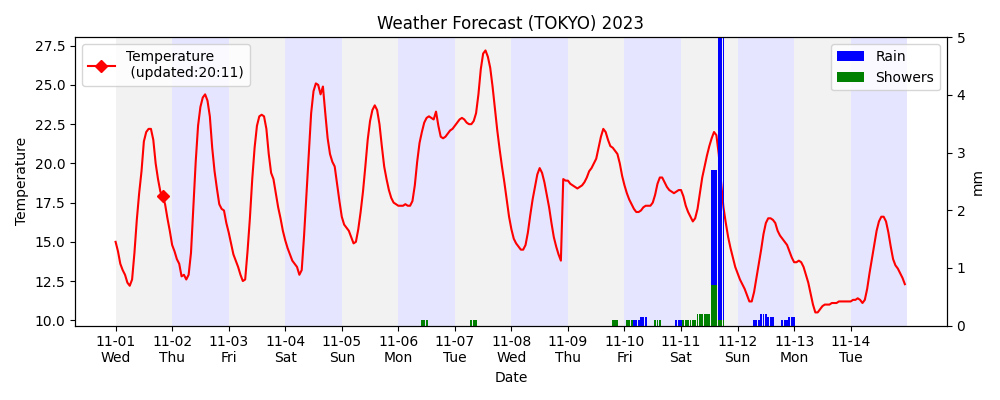 Weather Forecast (TOKYO) 2023
Temperature
(updated:20:11)
Rain
Showers
27.5
25.0
22.5
20.0
17.5
15.0
12.5
10.0
Temperature
5
4
3
2
1
0
mm
11-01 11-02 11-03 11-04 11-05 11-06 11-07 11-08 11-09 11-10 11-11 11-12 11-13 11-14
Wed Thu Fri Sat Sun Mon Tue Wed Thu Fri Sat Sun Mon Tue
Date